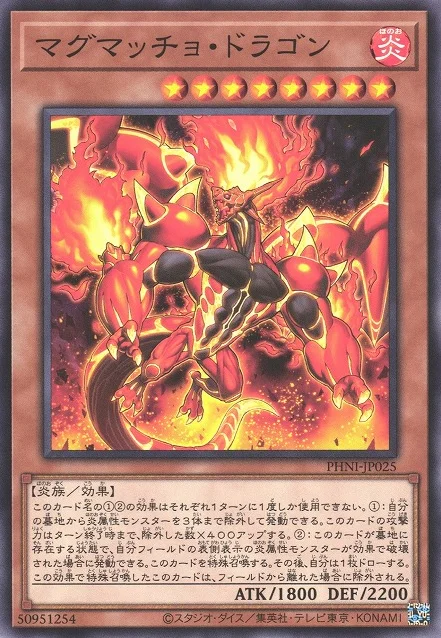 マグマッチョ・ドラゴン
炎
PHNI-JP025
【炎族/効果】
このカード名の①②の効果はそれぞれ1ターンに1度しか使用できない。①:自分
の墓地から炎属性モンスターを3体まで除外して発動できる。このカードの攻撃
力はターン終了時まで、除外した数×400アップする。②:このカードが墓地に
存在する状態で、自分フィールドの表側表示の炎属性モンスターが効果で破壊
された場合に発動できる。このカードを特殊召喚する。その後、自分は1枚ドローする。
この効果で特殊召喚したこのカードは、フィールドから離れた場合に除外される。
ATK/1800 DEF/2200
50951254
©スタジオ・ダイス/集英社・テレビ東京・KONAMI